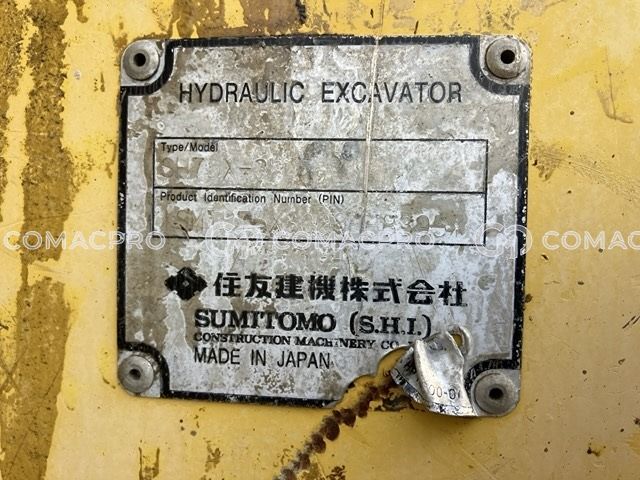 HYDRAULIC EXCAVATOR
Type/Model
Product Identification Number (PIN)
COMACPRO COMACPRO COMACPRO
住友建機株式会社
SUMITOMO (S.H.I.)
CONSTRUCTION MACHINERY CO
MADE IN JAPAN